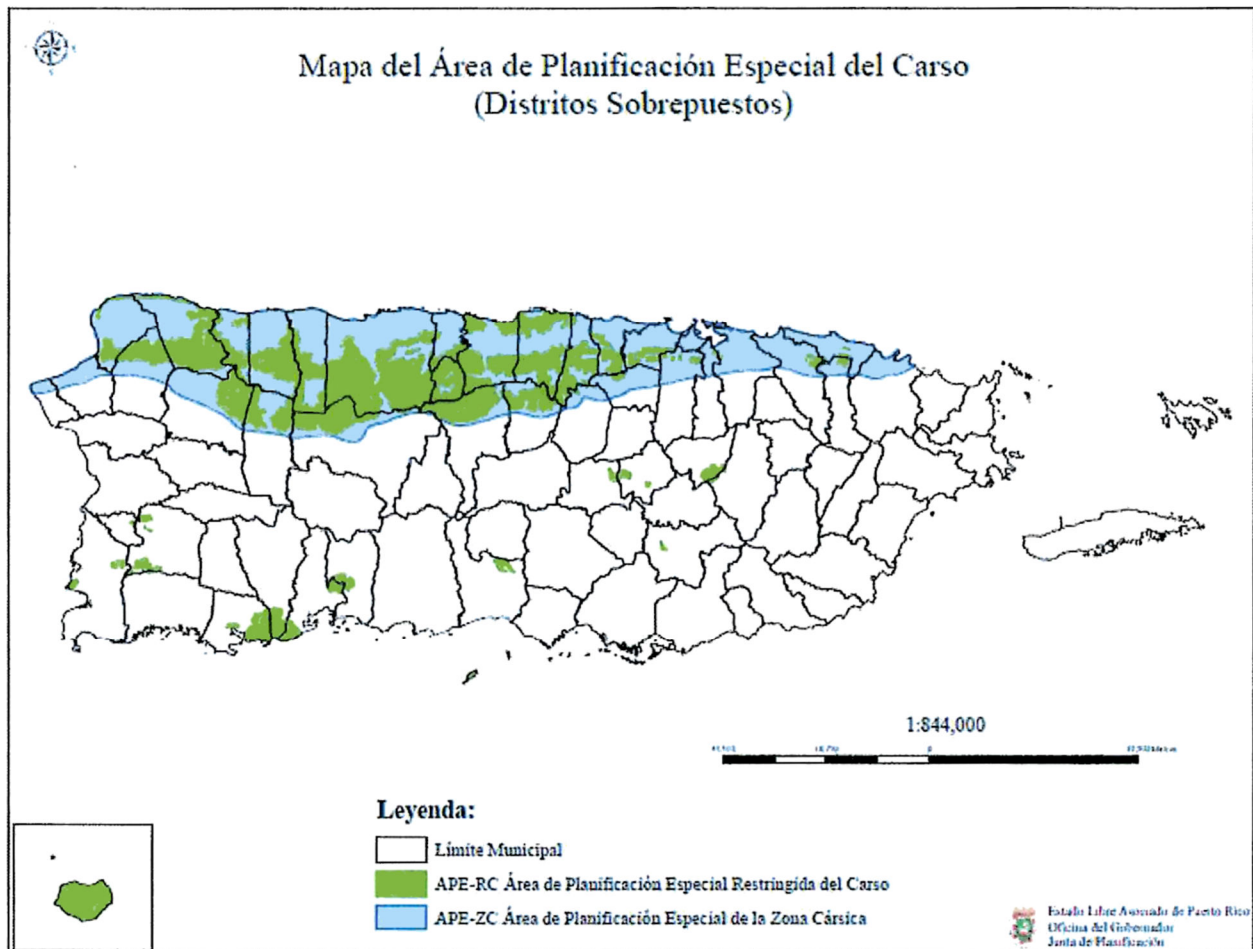 Mapa del Área de Planificación Especial del Carso
(Distritos Sobrepuestos)
1:844,000
0
Leyenda:
Límite Municipal
APE-RC Área de Planificación Especial Restringida del Carso
APE-ZC Área de Planificación Especial de la Zona Cársica
Estado Libre Asociado de Puerto Rico
Oficina del Gobernador
Junta de Planificación